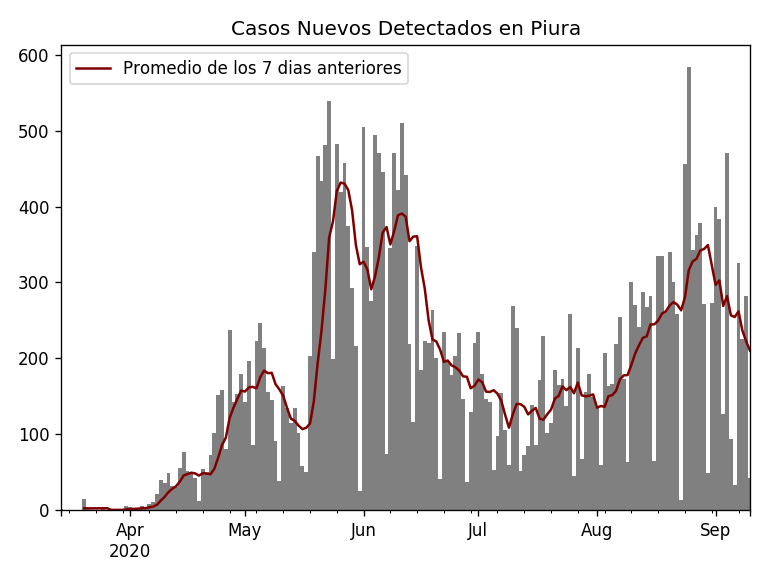 Casos Nuevos Detectados en Piura
Promedio de los 7 dias anteriores
600
500
400
300
200
100
0
Apr May Jun Jul Aug Sep
2020